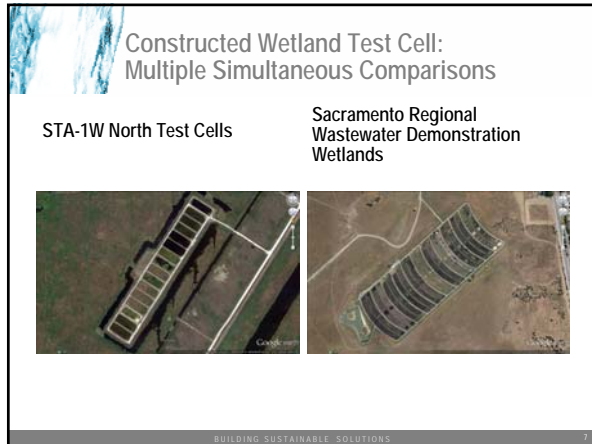 Constructed Wetland Test Cell:
Multiple Simultaneous Comparisons
STA-1W North Test Cells
Sacramento Regional
Wastewater Demonstration
Wetlands
Google
Google
BUILDING SUSTAINABLE SOLUTIONS
7